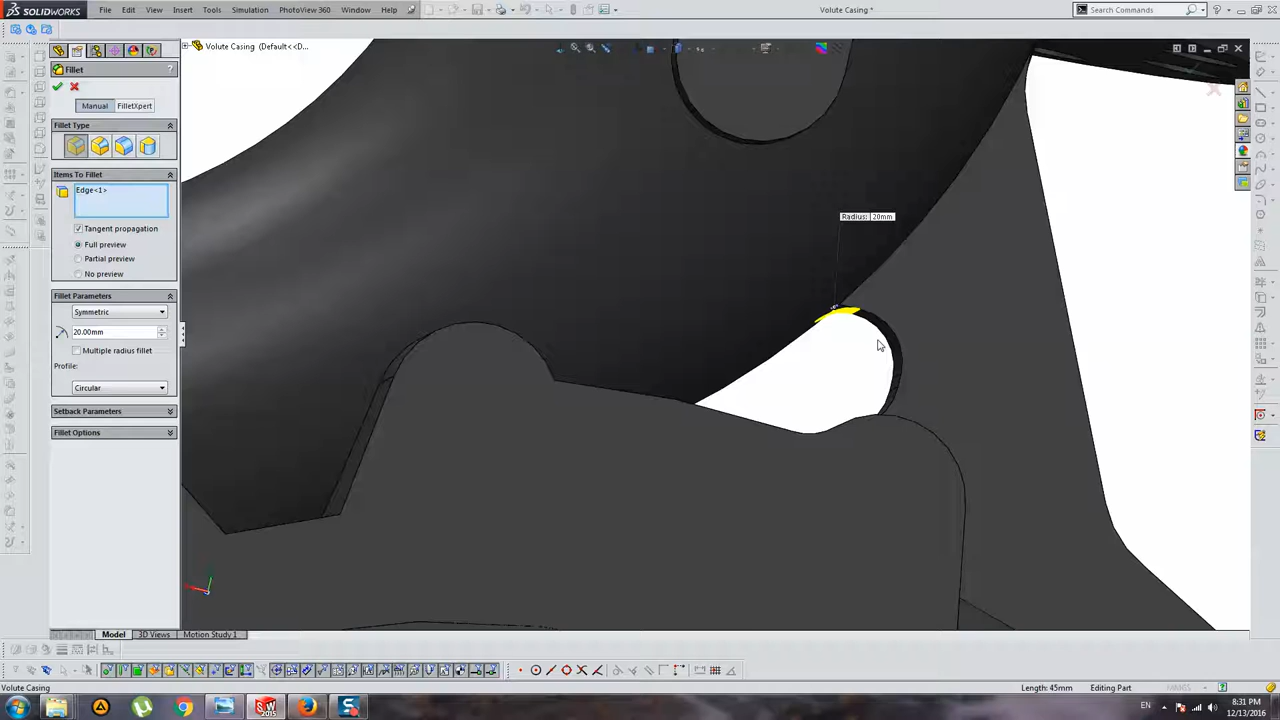 SOLIDWORKS
File Edit View Insert Tools Simulation PhotoView 360 Window Help
Volute Casing *
Search Commands
Volute Casing (Default<<D...
Fillet
?
Manual FilletXpert
Fillet Type
Items To Fillet
Edge<1>
Tangent propagation
Full preview
Partial preview
No preview
Fillet Parameters
Symmetric
20.00mm
Multiple radius fillet
Profile:
Circular
Setback Parameters
Fillet Options
Radius: 20mm
Model 3D Views Motion Study 1
Volute Casing
Length: 45mm Editing Part MMGS
EN
8:31 PM
12/13/2016
SW
2015